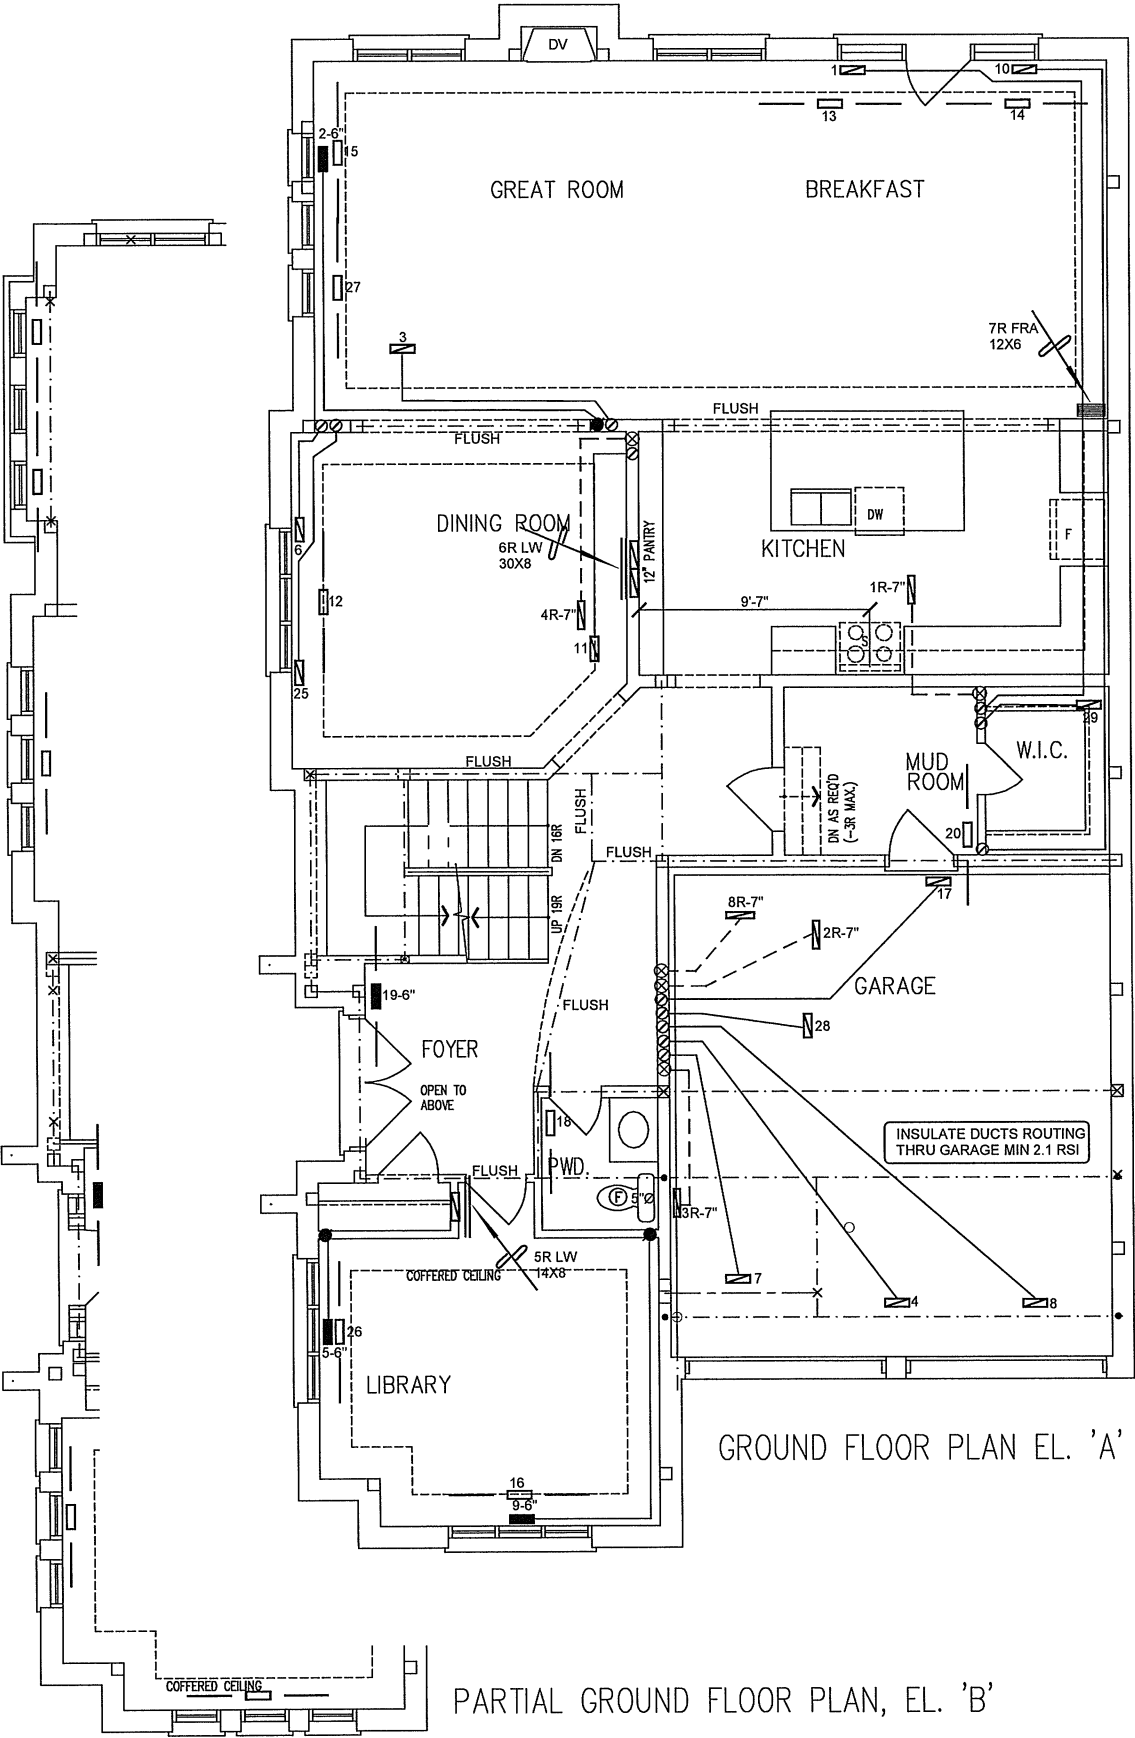 DV
1
10
13
14
2-6"
15
GREAT ROOM
BREAKFAST
27
3
7R FRA
12X6
FLUSH
FLUSH
DINING ROOM
6R LW
30X8
12" PANTRY
DW
KITCHEN
F
6
12
4R-7"
9'-7"
1R-7"
11
S
25
29
W.I.C.
MUD
ROOM
FLUSH
DN AS REQ'D
(-3R MAX.)
20
FLUSH
DN 16R
FLUSH
17
UP 19R
8R-7"
2R-7"
19-6"
GARAGE
FLUSH
28
FOYER
OPEN TO
ABOVE
18
INSULATE DUCTS ROUTING
THRU GARAGE MIN 2.1 RSI
FLUSH
PWD.
F
5"Ø
3R-7"
5R LW
14X8
COFFERED CEILING
7
4
8
26
5-6"
LIBRARY
GROUND FLOOR PLAN EL. 'A'
16
9-6"
COFFERED CEILING
PARTIAL GROUND FLOOR PLAN, EL. 'B'